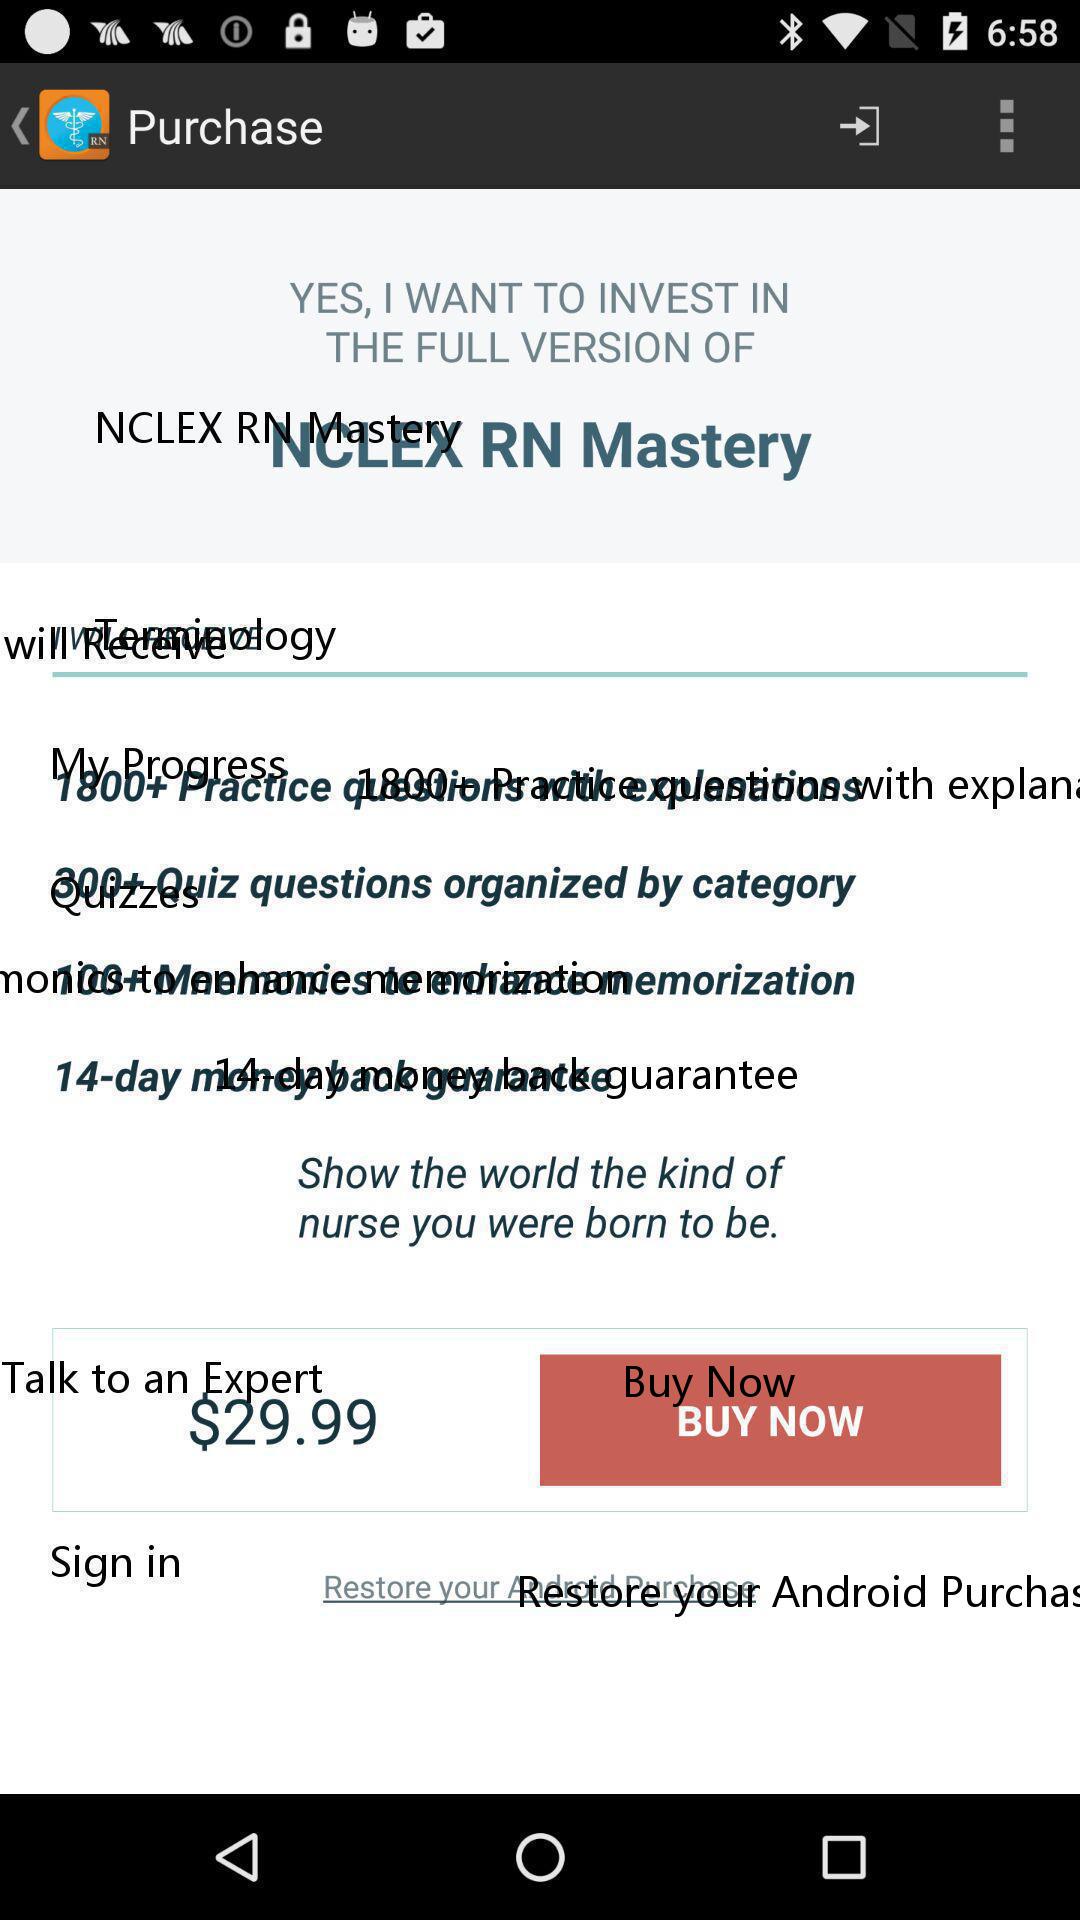 6:58
RN
Purchase
YES, I WANT TO INVEST IN
THE FULL VERSION OF
NCLEX RN Mastery
NCLEX RN Mastery
Terminology
will Receive
I WILL RECEIVE
My Progress
1800+ Practice questions with explanations
1800+ Practice questions with explana
300+ Quiz questions organized by category
Quizzes
monics to enhance memorization
100+ Mnemonics to enhance memorization
14-day money back guarantee
14-day money back guarantee
Show the world the kind of
nurse you were born to be.
Talk to an Expert
Buy Now
$29.99
BUY NOW
Sign in
Restore your Android Purchase
Restore your Android Purchas